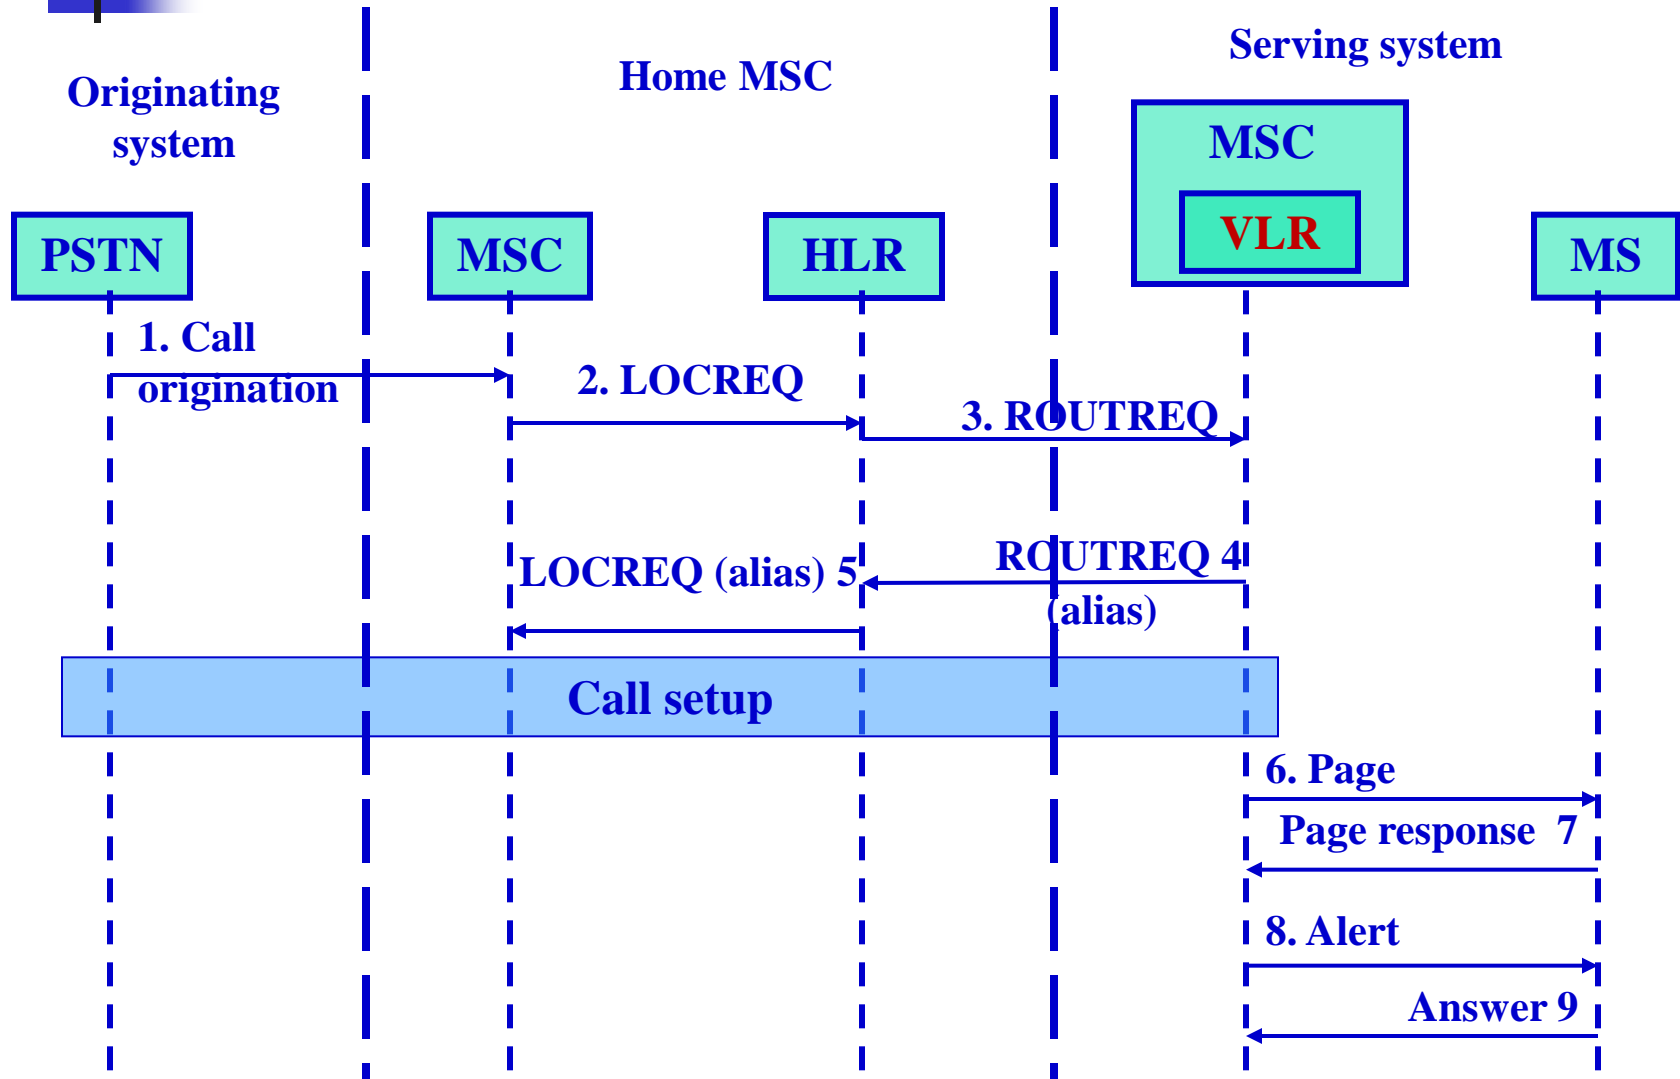 Originating
system
Home MSC
Serving system
PSTN
MSC
HLR
MSC
VLR
MS
1. Call
origination
2. LOCREQ
3. ROUTREQ
ROUTREQ 4
(alias)
LOCREQ (alias) 5
Call setup
6. Page
Page response 7
8. Alert
Answer 9